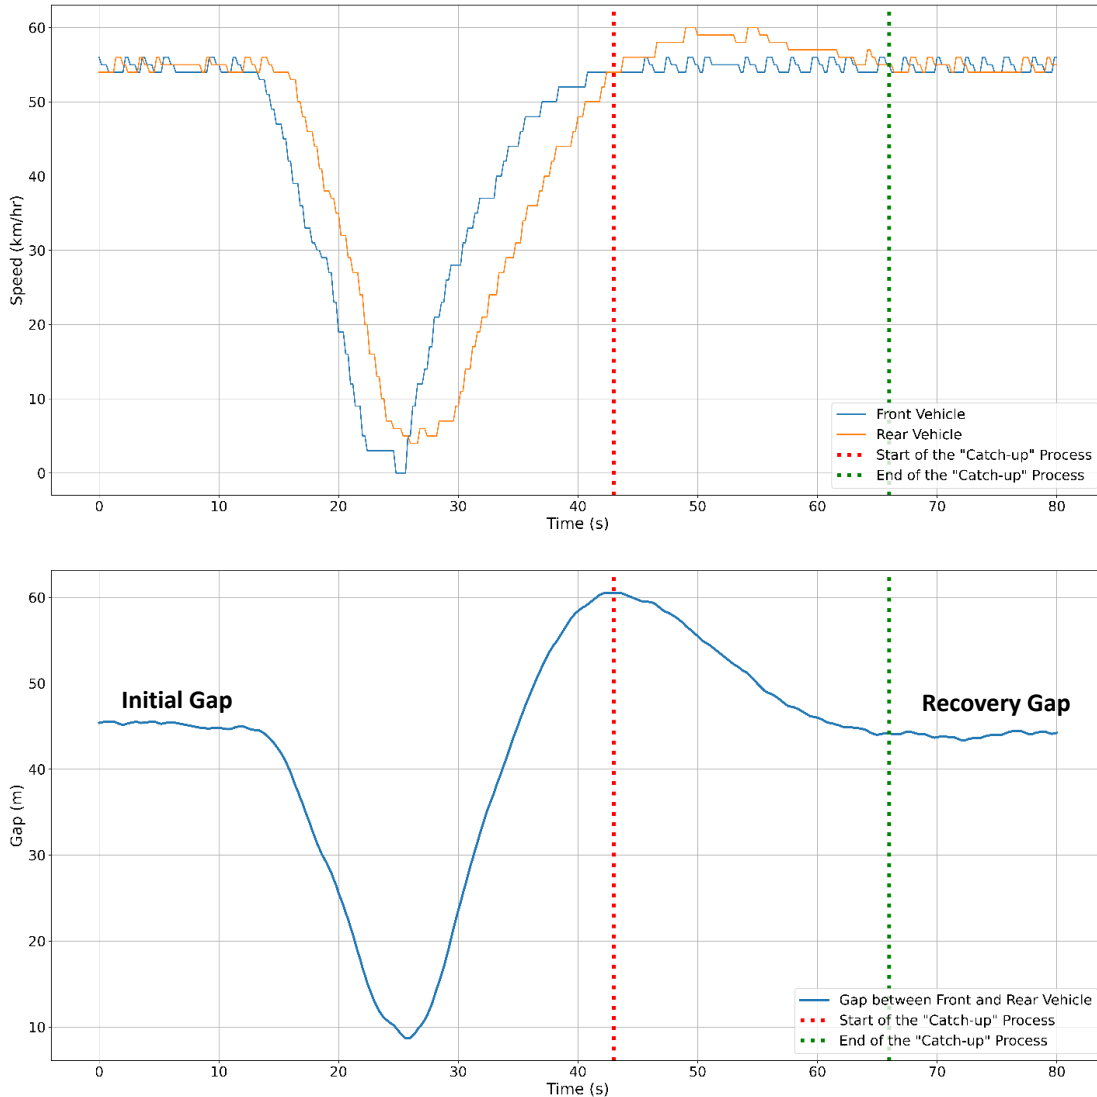 60
50
40
30
20
10
0
Speed (km/hr)
Front Vehicle
Rear Vehicle
Start of the "Catch-up" Process
End of the "Catch-up" Process
0 10 20 30 40 50 60 70 80
Time (s)
60
50
40
30
20
10
Gap (m)
Initial Gap
Recovery Gap
Gap between Front and Rear Vehicle
Start of the "Catch-up" Process
End of the "Catch-up" Process
0 10 20 30 40 50 60 70 80
Time (s)